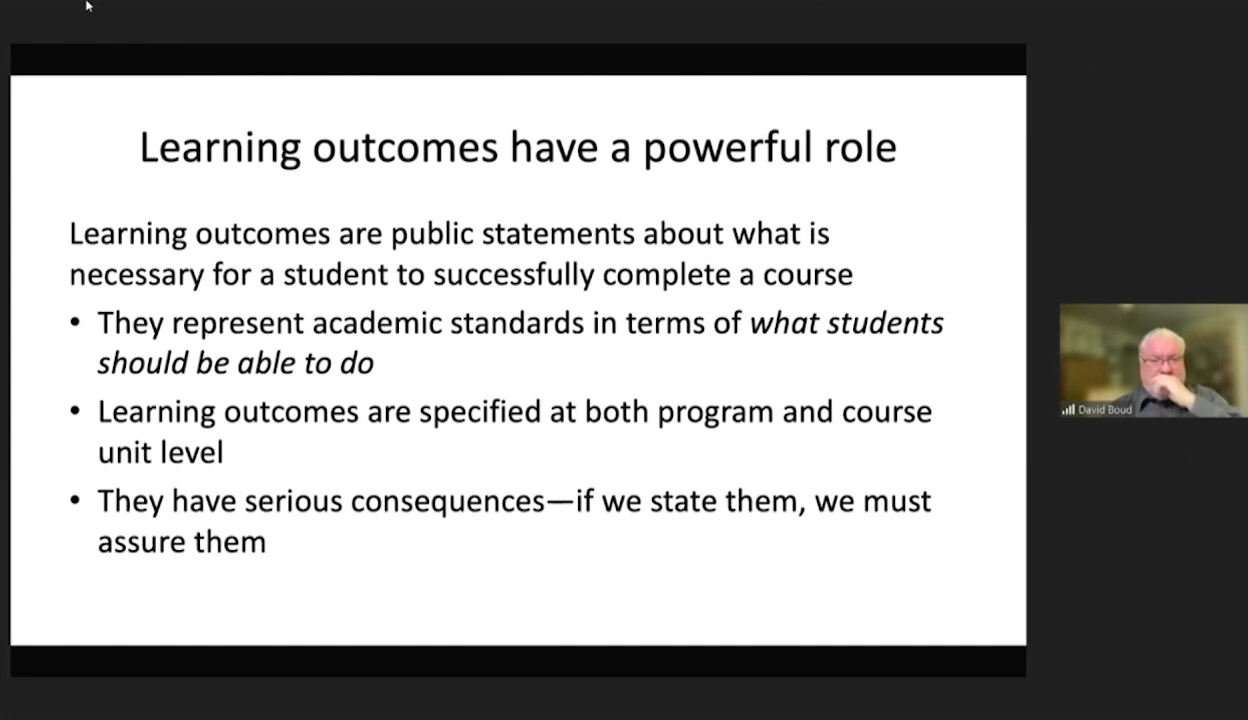 Learning outcomes have a powerful role
Learning outcomes are public statements about what is
necessary for a student to successfully complete a course
• They represent academic standards in terms of what students
should be able to do
• Learning outcomes are specified at both program and course
unit level
• They have serious consequences—if we state them, we must
assure them
David Boud